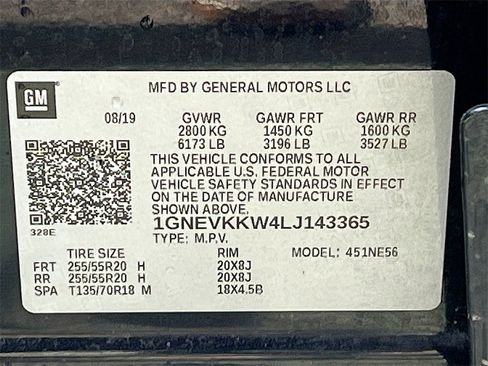 GM
MFD BY GENERAL MOTORS LLC
08/19 GVWR GAWR FRT GAWR RR
2800 KG 1450 KG 1600 KG
6173 LB 3196 LB 3527 LB
THIS VEHICLE CONFORMS TO ALL
APPLICABLE U.S. FEDERAL MOTOR
VEHICLE SAFETY STANDARDS IN EFFECT
ON THE DATE OF MANUFACTURE
SHOWN ABOVE.
328E 1GNEVKKW4LJ143365
TYPE: M.P.V.
TIRE SIZE RIM MODEL: 451NE56
FRT 255/55R20 H 20X8J
RR 255/55R20 H 20X8J
SPA T135/70R18 M 18X4.5B